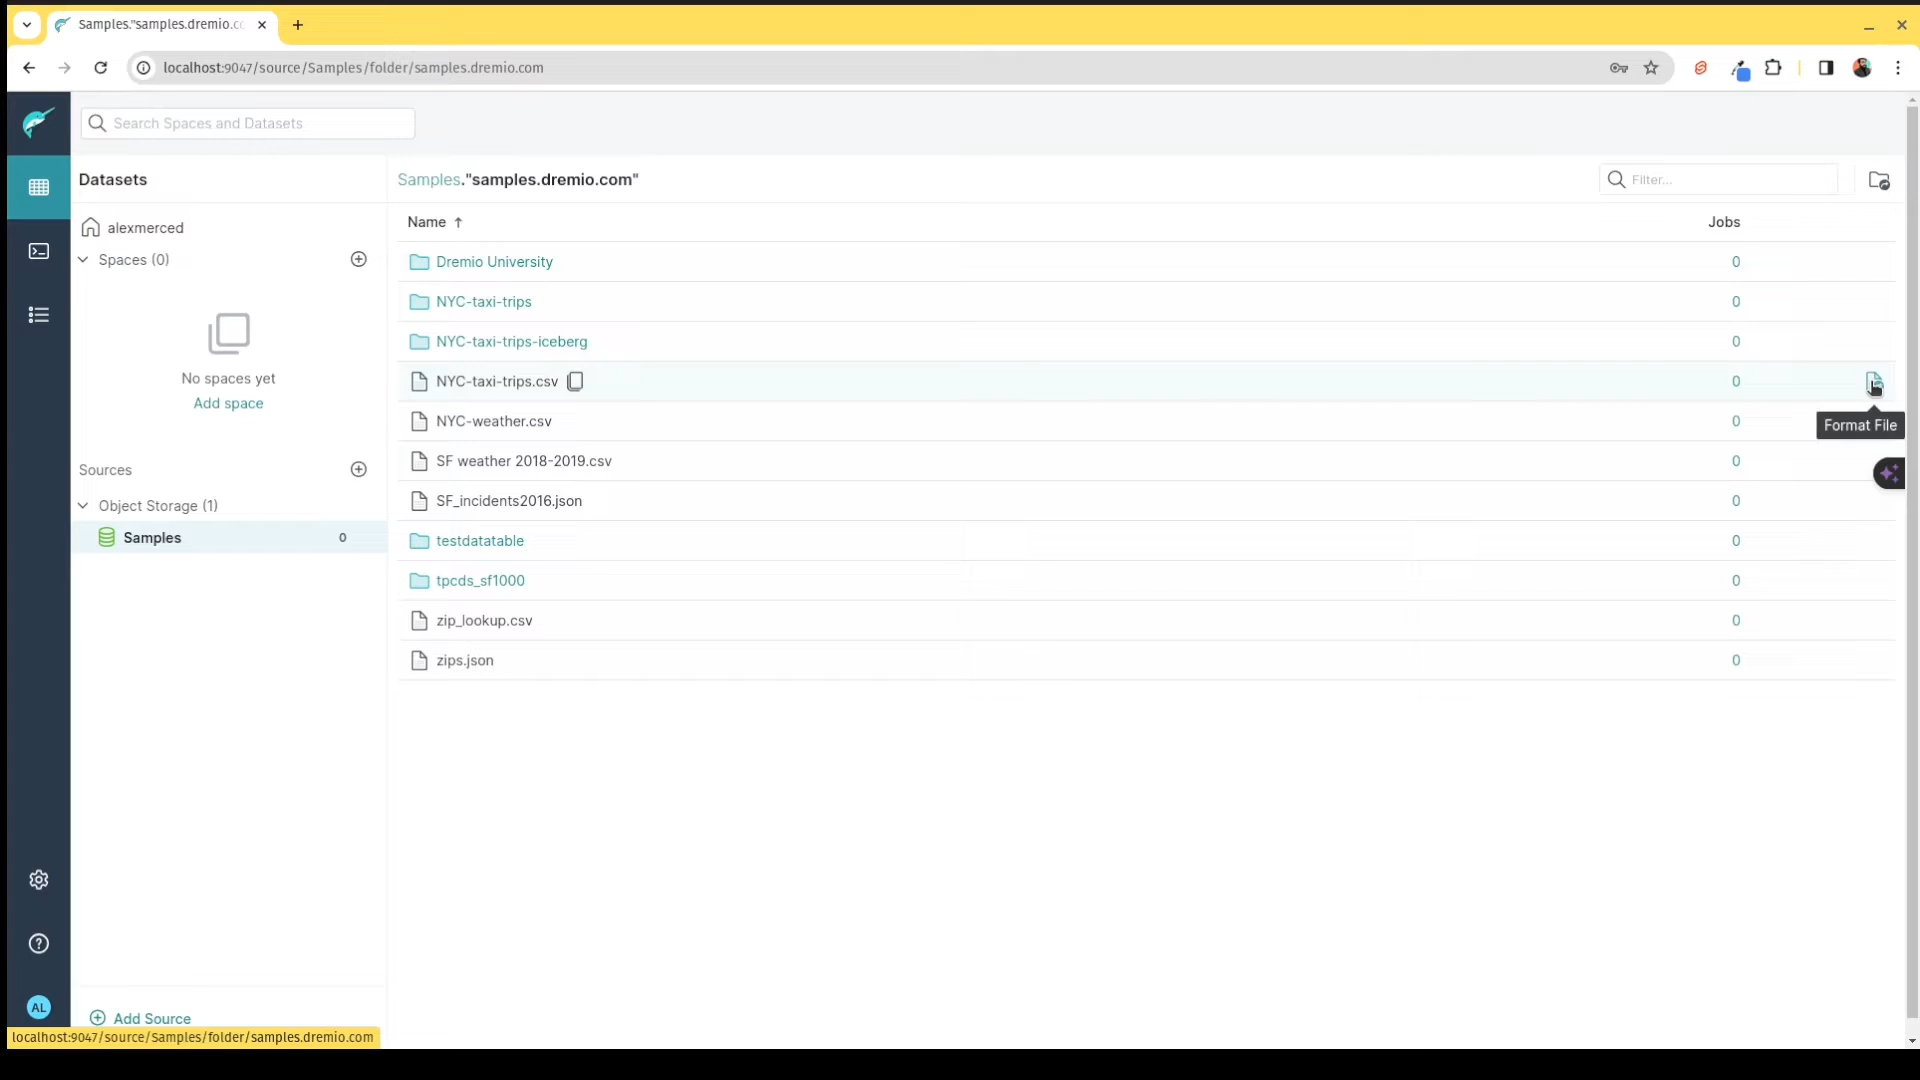 Samples."samples.dremio.c
localhost:9047/source/Samples/folder/samples.dremio.com
Search Spaces and Datasets
Datasets
Samples."samples.dremio.com"
Filter...
alexmerced
Name ↑
Jobs
Spaces (0)
Dremio University 0
NYC-taxi-trips 0
NYC-taxi-trips-iceberg 0
No spaces yet
NYC-taxi-trips.csv 0
Add space
NYC-weather.csv 0
Format File
Sources
SF weather 2018-2019.csv 0
Object Storage (1)
SF_incidents2016.json 0
Samples 0
testdatatable 0
tpcds_sf1000 0
zip_lookup.csv 0
zips.json 0
AL
Add Source
localhost:9047/source/Samples/folder/samples.dremio.com